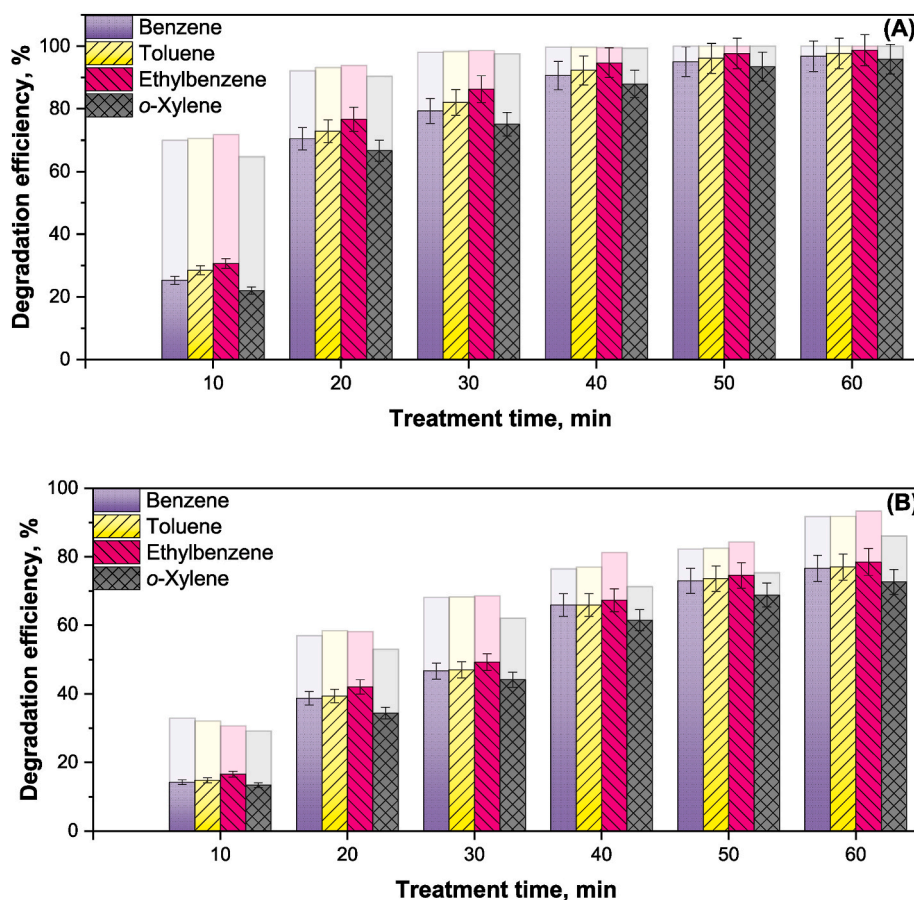 (A)
Benzene
Toluene
Ethylbenzene
o-Xylene
Degradation efficiency, %
100
80
60
40
20
0
10 20 30 40 50 60
Treatment time, min
(B)
Benzene
Toluene
Ethylbenzene
o-Xylene
Degradation efficiency, %
100
80
60
40
20
0
10 20 30 40 50 60
Treatment time, min